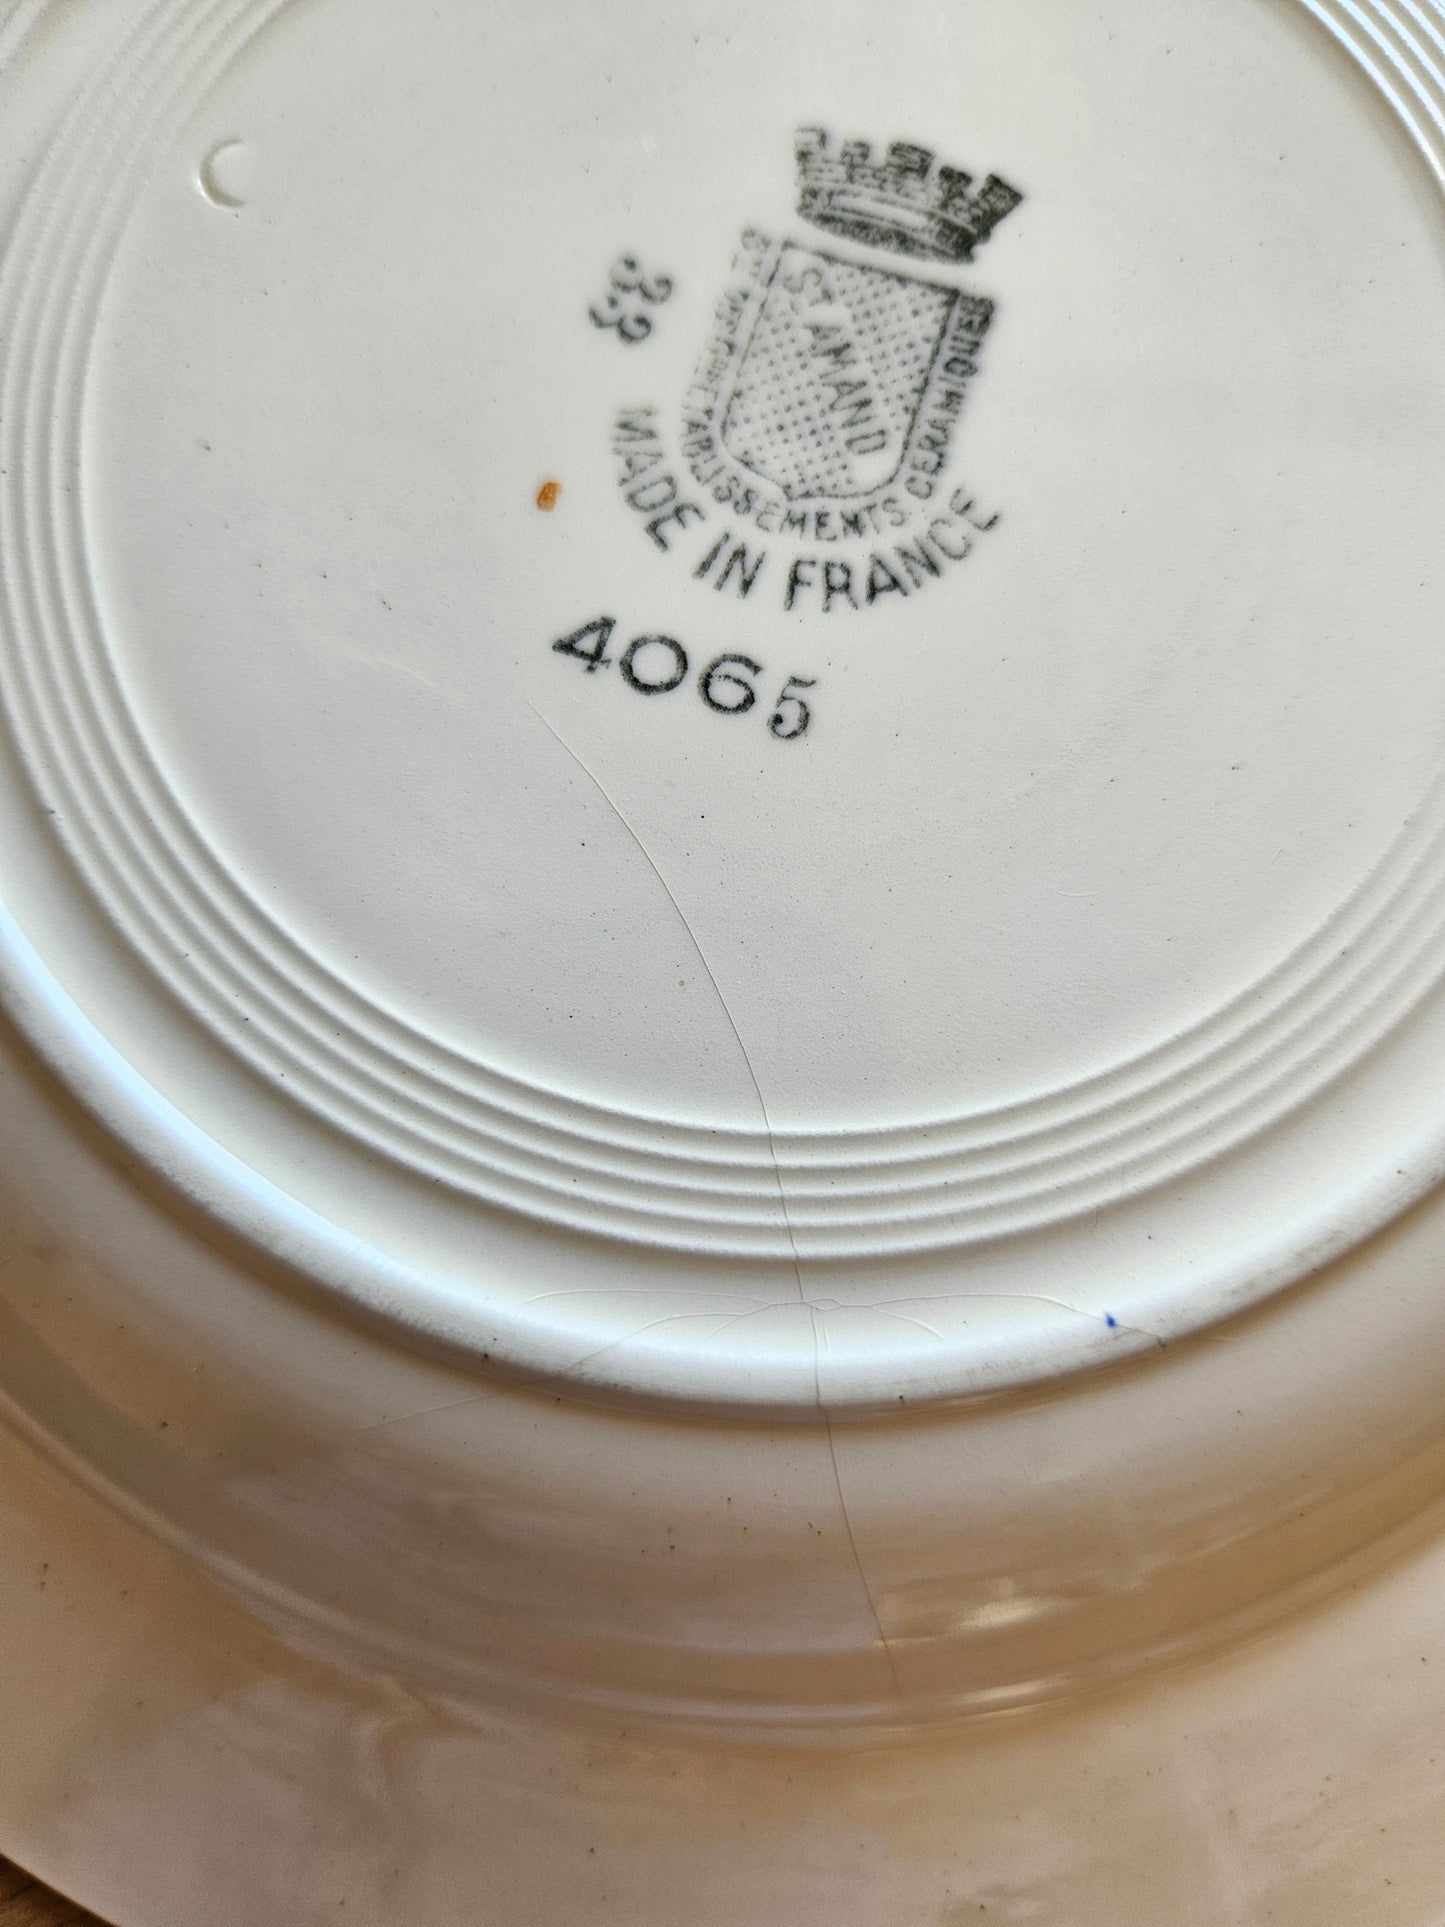 ST AMAND
ETABLISSEMENTS CERAMIQUES
MADE IN FRANCE
33
4065